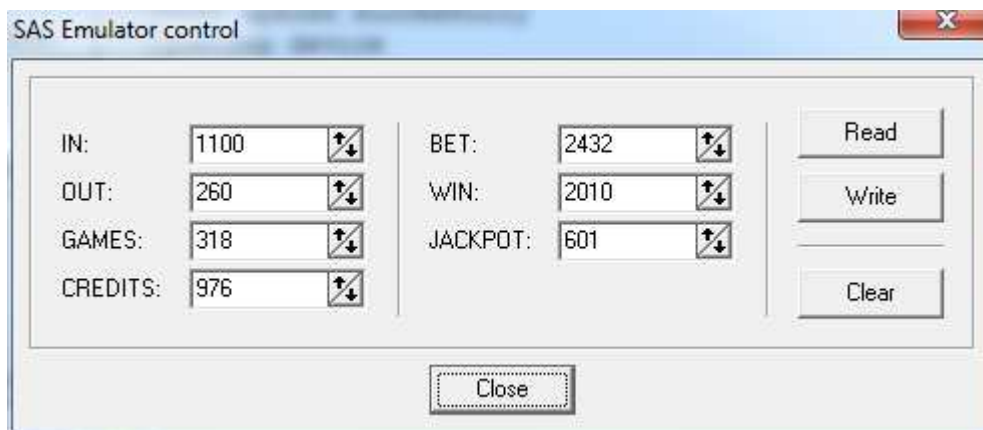 SAS Emulator control
IN: 1100
OUT: 260
GAMES: 318
CREDITS: 976
BET: 2432
WIN: 2010
JACKPOT: 601
Read
Write
Clear
Close